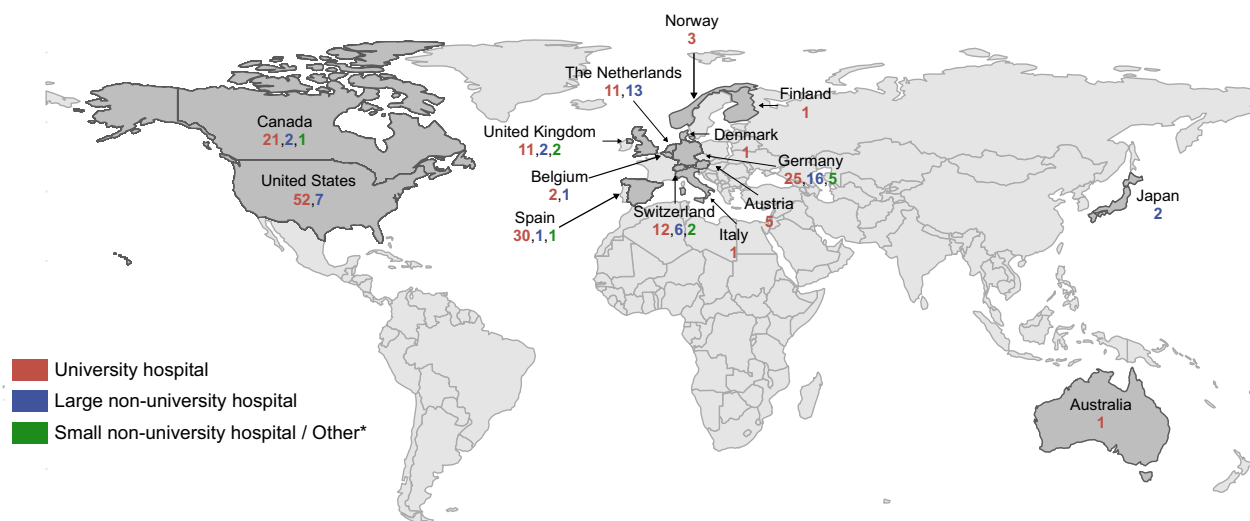 Norway
3
The Netherlands
11,13
Finland
1
Canada
21,2,1
United Kingdom
11,2,2
Denmark
1
Germany
25,16,5
United States
52,7
Belgium
2,1
Austria
5
Japan
2
Spain
30,1,1
Switzerland
12,6,2
Italy
1
University hospital
Large non-university hospital
Small non-university hospital / Other*
Australia
1